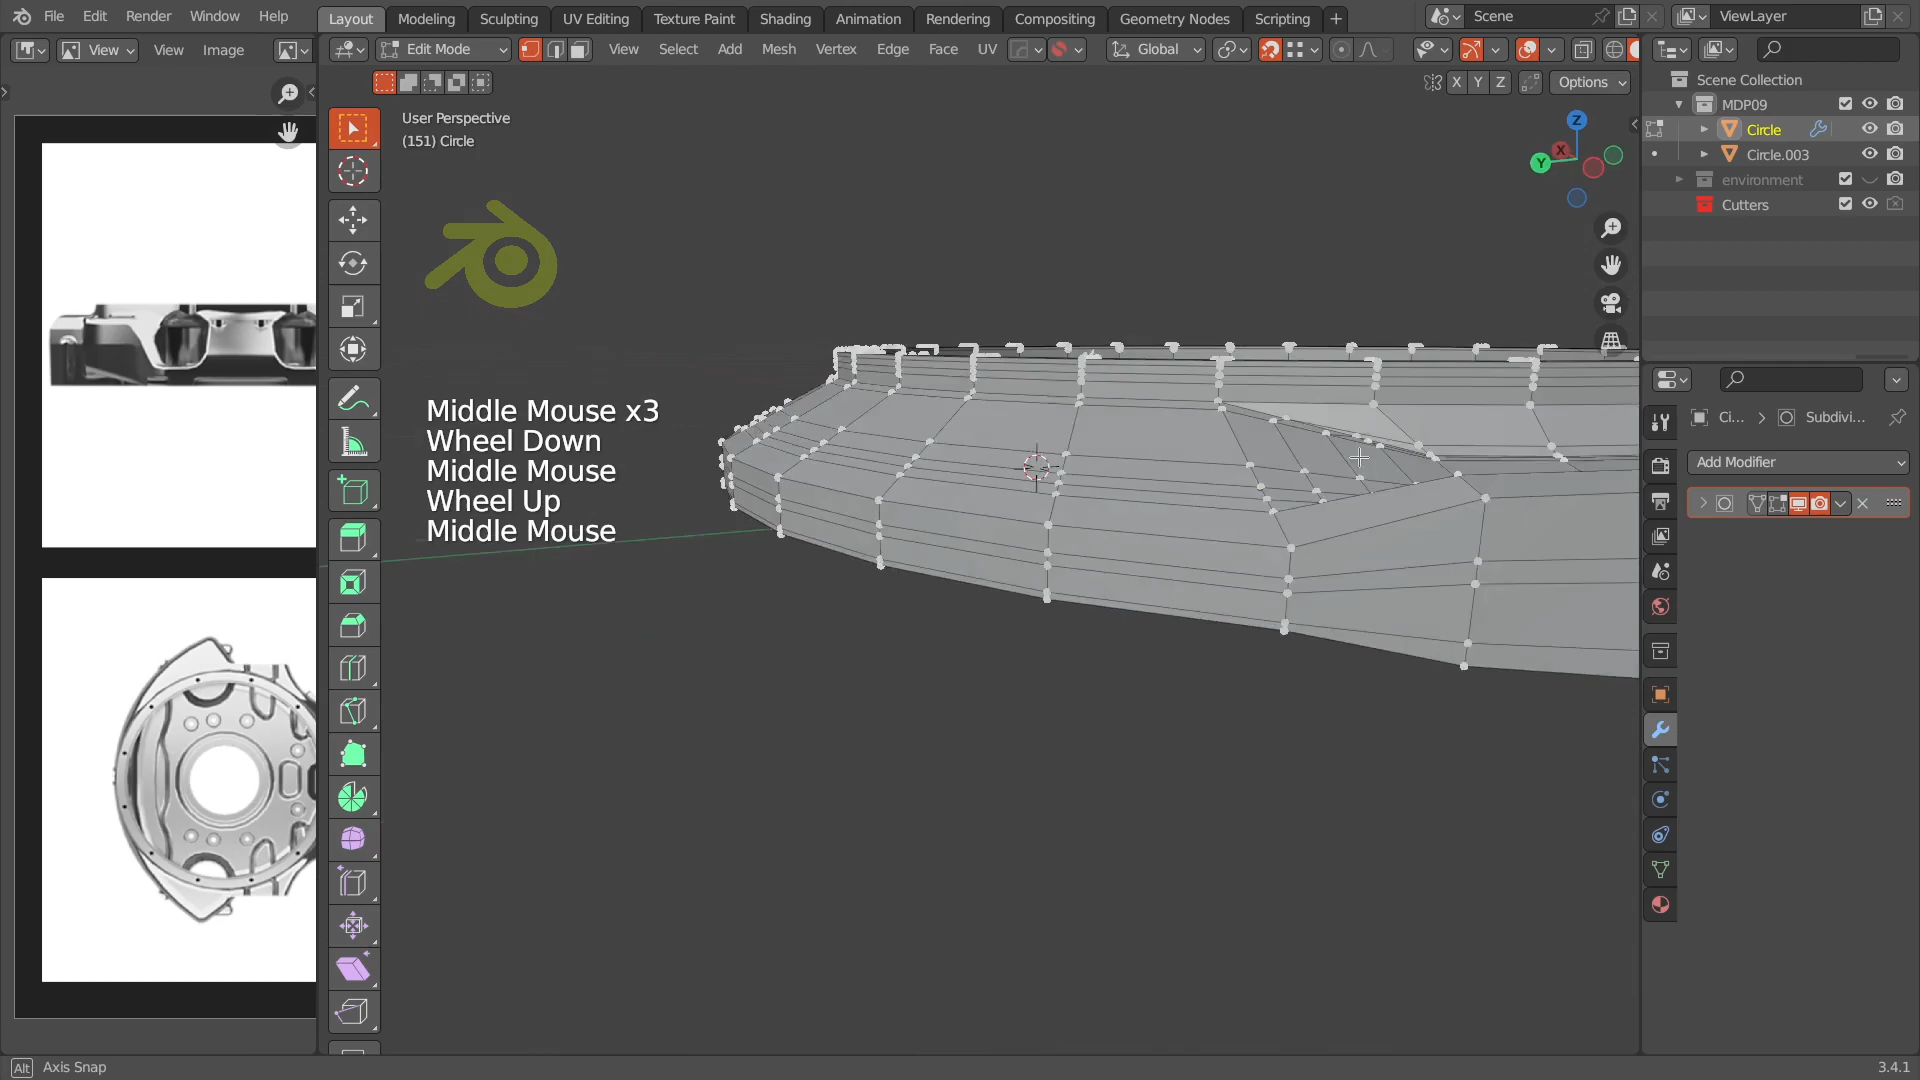 File Edit Render Window Help Layout Modeling Sculpting UV Editing Texture Paint Shading Animation Rendering Compositing Geometry Nodes Scripting + Scene ViewLayer
View View Image Edit Mode View Select Add Mesh Vertex Edge Face UV Global
X Y Z Options
User Perspective
(151) Circle
Z
X
Y
Scene Collection
MDP09
Circle
Circle.003
environment
Cutters
Middle Mouse x3
Wheel Down
Middle Mouse
Wheel Up
Middle Mouse
Ci... Subdivi...
Add Modifier
Alt Axis Snap 3.4.1